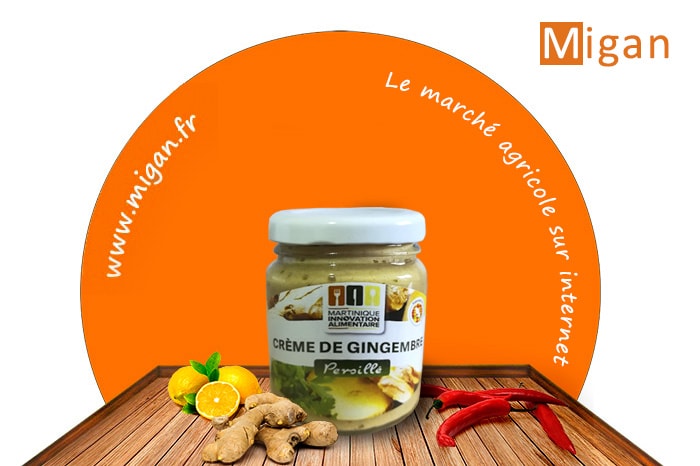 Migan
Le marché agricole sur internet
www.migan.fr
MARTINIQUE
INNOVATION
ALIMENTAIRE
CRÈME DE GINGEMBRE
Persillé